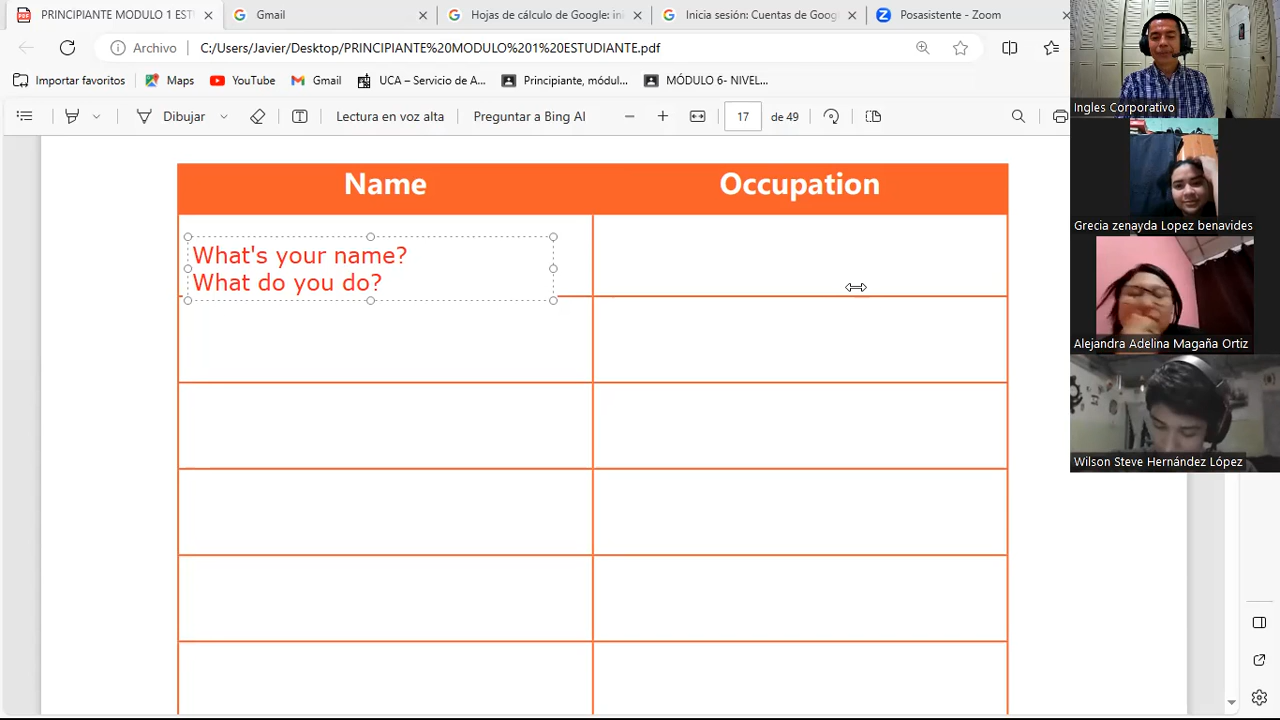 PRINCIPIANTE MODULO 1 EST
Gmail
Hojas de cálculo de Google: ini
Inicia sesión: Cuentas de Goog
Posasistente - Zoom
Archivo
C:/Users/Javier/Desktop/PRINCIPIANTE%20MODULO%201%20ESTUDIANTE.pdf
Importar favoritos
Maps
YouTube
Gmail
UCA – Servicio de A...
Principiante, módul...
MÓDULO 6- NIVEL...
Dibujar
Lectura en voz alta
Preguntar a Bing AI
17
de 49
Name
Occupation
What's your name?
What do you do?
Ingles Corporativo
Grecia zenayda Lopez benavides
Alejandra Adelina Magaña Ortiz
Wilson Steve Hernández López